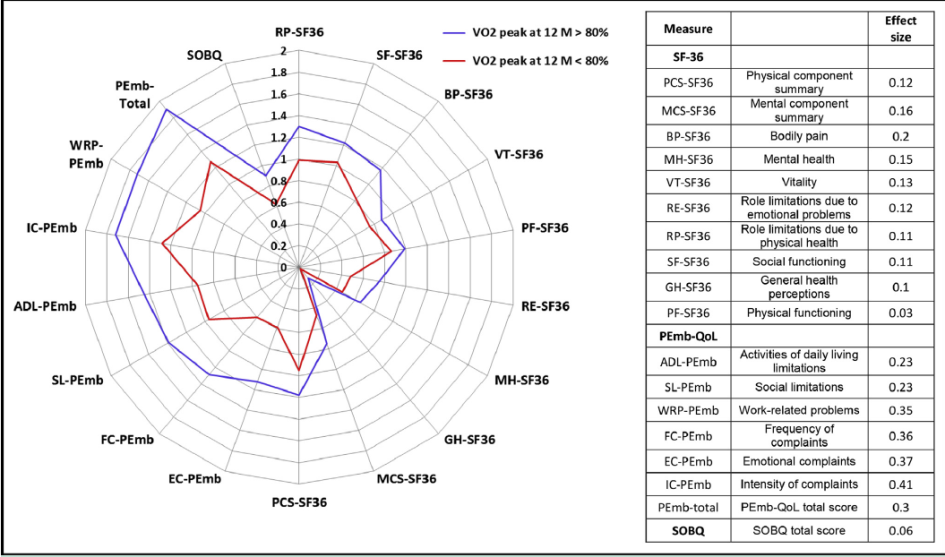 RP-SF36
SF-SF36
BP-SF36
VT-SF36
PF-SF36
RE-SF36
MH-SF36
GH-SF36
MCS-SF36
PCS-SF36
EC-PEmb
FC-PEmb
SL-PEmb
ADL-PEmb
IC-PEmb
WRP-
PEmb
PEmb-
Total
SOBQ
2
1.8
1.6
1.4
1.2
1
0.8
0.6
0.4
0.2
0
VO2 peak at 12 M > 80%
VO2 peak at 12 M < 80%
Measure Effect size
SF-36
PCS-SF36 Physical component summary 0.12
MCS-SF36 Mental component summary 0.16
BP-SF36 Bodily pain 0.2
MH-SF36 Mental health 0.15
VT-SF36 Vitality 0.13
RE-SF36 Role limitations due to emotional problems 0.12
RP-SF36 Role limitations due to physical health 0.11
SF-SF36 Social functioning 0.11
GH-SF36 General health perceptions 0.1
PF-SF36 Physical functioning 0.03
PEmb-QoL
ADL-PEmb Activities of daily living limitations 0.23
SL-PEmb Social limitations 0.23
WRP-PEmb Work-related problems 0.35
FC-PEmb Frequency of complaints 0.36
EC-PEmb Emotional complaints 0.37
IC-PEmb Intensity of complaints 0.41
PEmb-total PEmb-QoL total score 0.3
SOBQ SOBQ total score 0.06